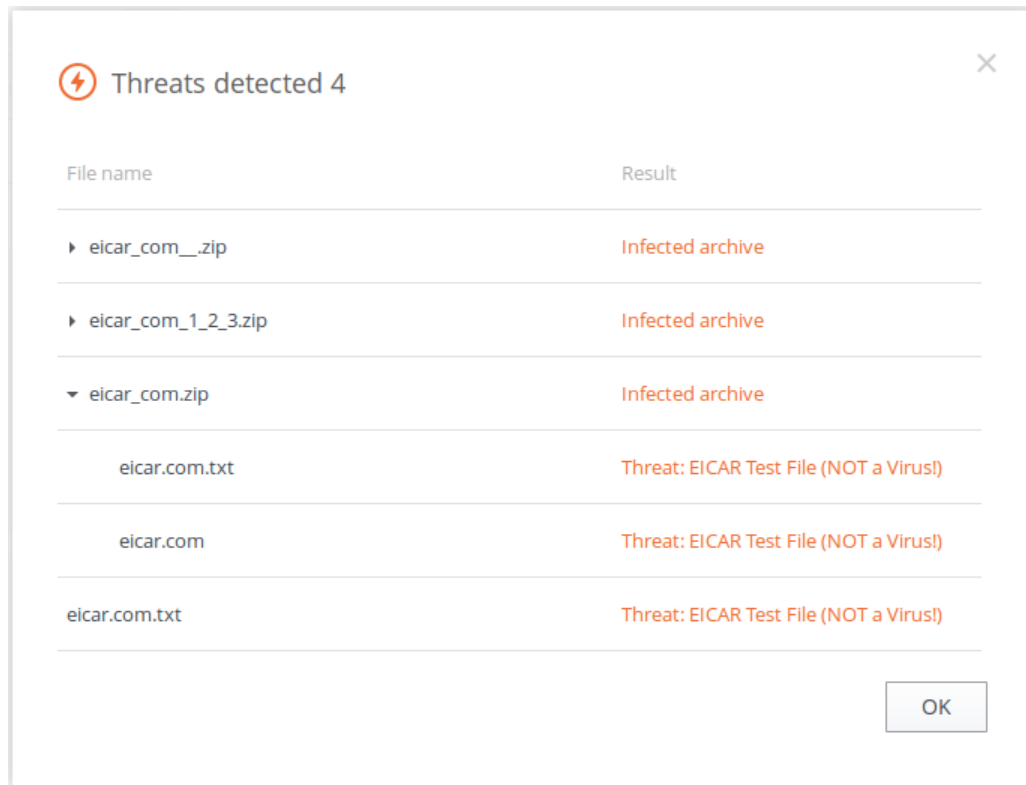 Threats detected 4
File name Result
eicar_com__.zip Infected archive
eicar_com_1_2_3.zip Infected archive
eicar_com.zip Infected archive
eicar.com.txt Threat: EICAR Test File (NOT a Virus!)
eicar.com Threat: EICAR Test File (NOT a Virus!)
eicar.com.txt Threat: EICAR Test File (NOT a Virus!)
OK